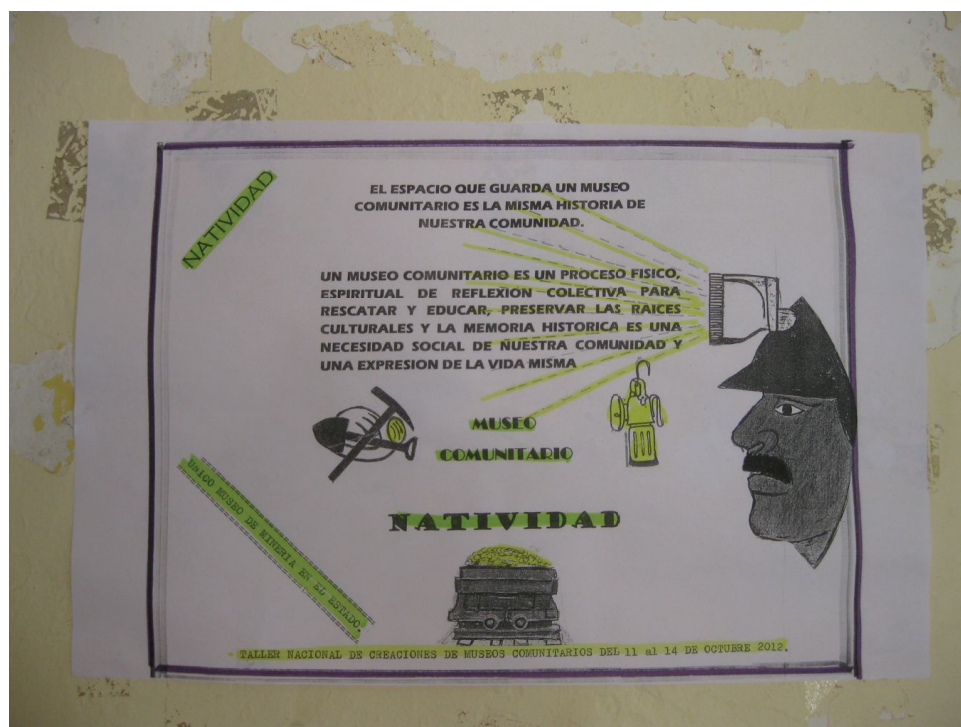 NATIVIDAD
EL ESPACIO QUE GUARDA UN MUSEO
COMUNITARIO ES LA MISMA HISTORIA DE
NUESTRA COMUNIDAD.
UN MUSEO COMUNITARIO ES UN PROCESO FISICO,
ESPIRITUAL DE REFLEXION COLECTIVA PARA
RESCATAR Y EDUCAR, PRESERVAR LAS RAICES
CULTURALES Y LA MEMORIA HISTORICA ES UNA
NECESIDAD SOCIAL DE NUESTRA COMUNIDAD Y
UNA EXPRESION DE LA VIDA MISMA
MUSEO
COMUNITARIO
NATIVIDAD
UNICO MUSEO DE MINERIA EN EL ESTADO.
TALLER NACIONAL DE CREACIONES DE MUSEOS COMUNITARIOS DEL 11 al 14 DE OCTUBRE 2012.